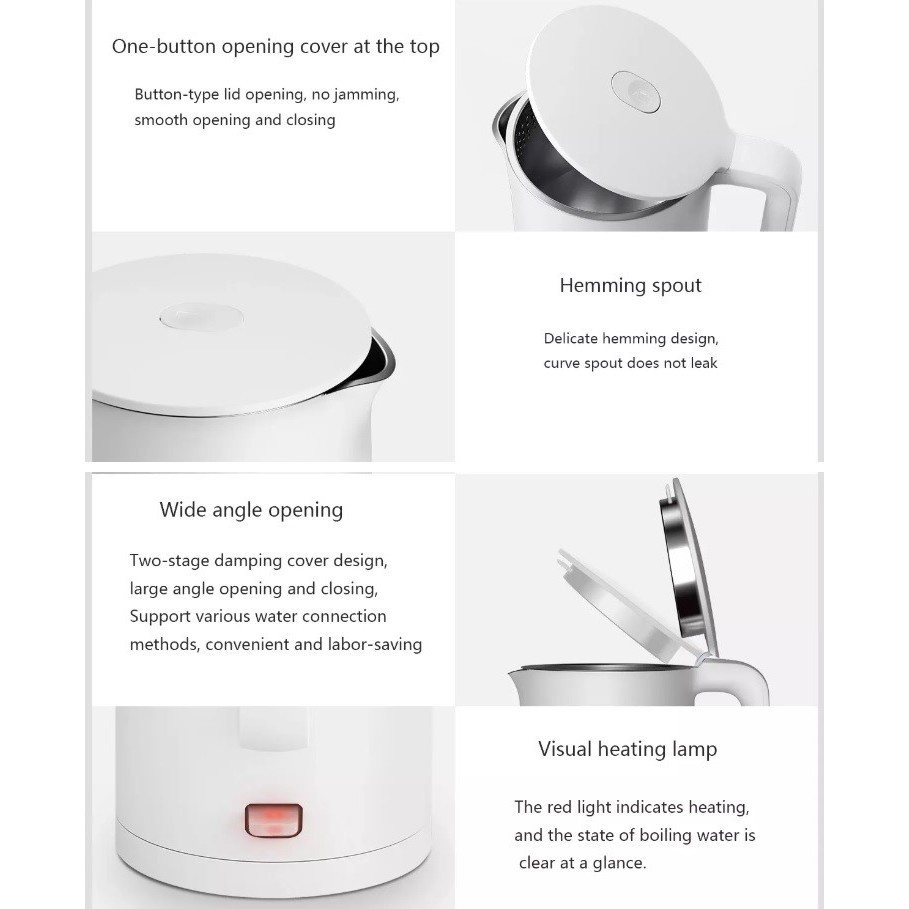 One-button opening cover at the top
Button-type lid opening, no jamming,
smooth opening and closing
Hemming spout
Delicate hemming design,
curve spout does not leak
Wide angle opening
Two-stage damping cover design,
large angle opening and closing,
Support various water connection
methods, convenient and labor-saving
Visual heating lamp
The red light indicates heating,
and the state of boiling water is
clear at a glance.